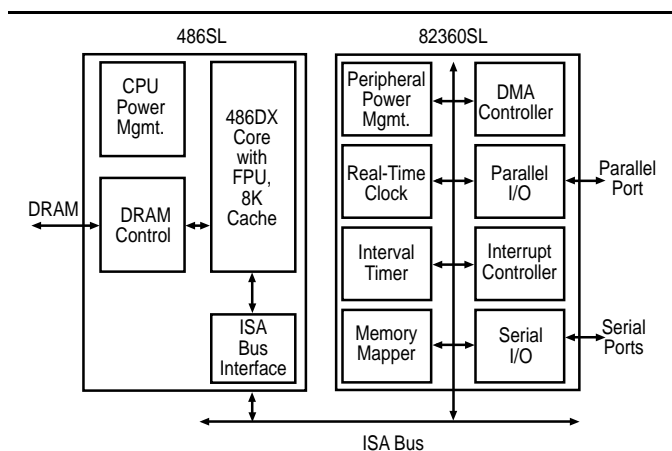 486SL
82360SL
CPU
Power
Mgmt.
486DX
Core
with
FPU,
8K
Cache
DRAM
DRAM
Control
ISA
Bus
Interface
Peripheral
Power
Mgmt.
DMA
Controller
Real-Time
Clock
Parallel
I/O
Parallel
Port
Interval
Timer
Interrupt
Controller
Memory
Mapper
Serial
I/O
Serial
Ports
ISA Bus